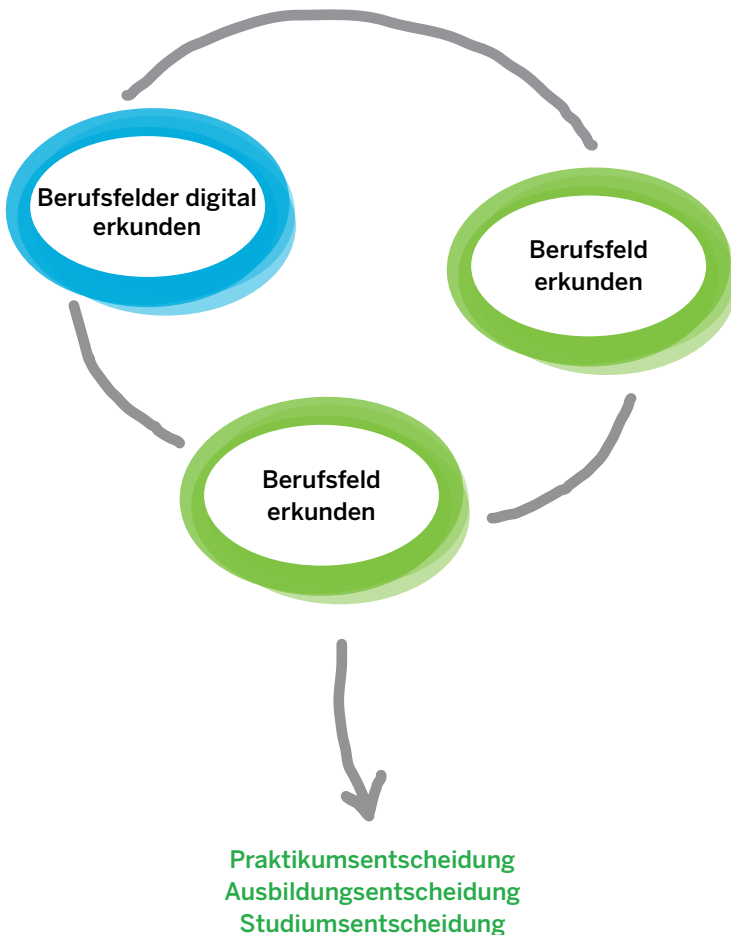 Berufsfelder digital
erkunden
Berufsfeld
erkunden
Berufsfeld
erkunden
Praktikumsentscheidung
Ausbildungsentscheidung
Studiumsentscheidung